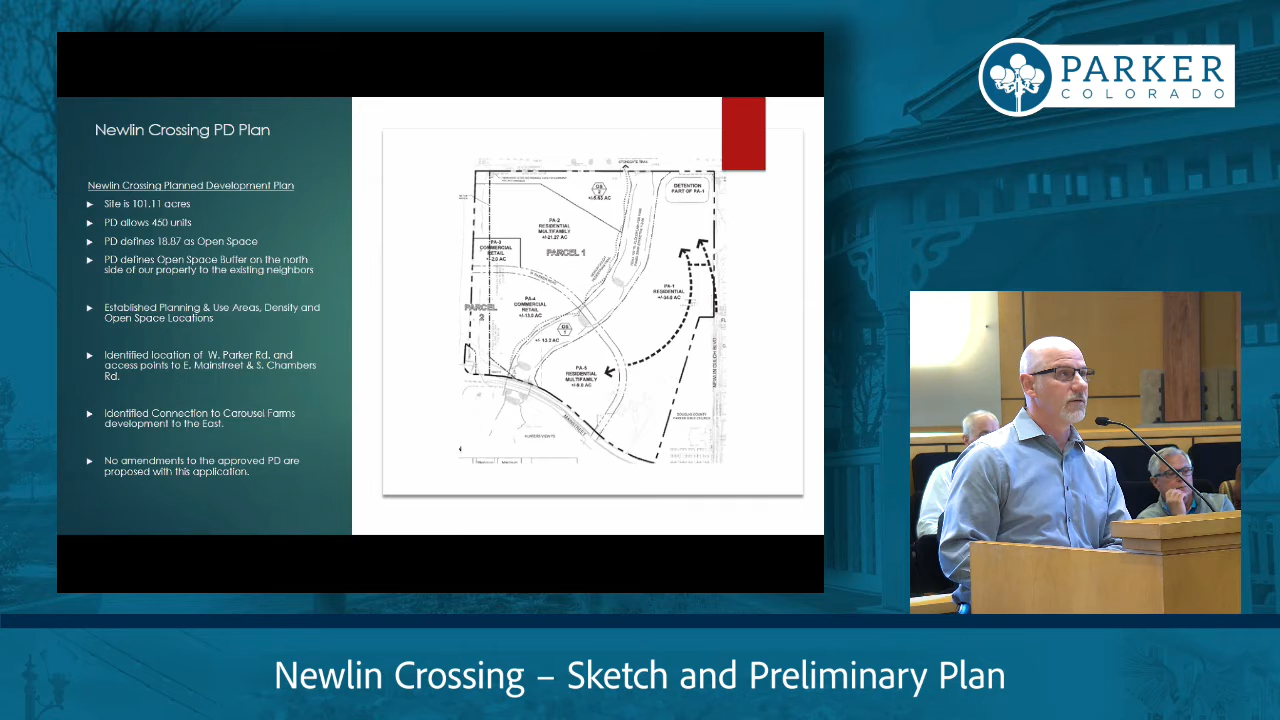 PARKER
COLORADO
Newlin Crossing PD Plan
Newlin Crossing Planned Development Plan
Site is 101.11 acres
PD allows 450 units
PD defines 18.87 as Open Space
PD defines Open Space Buffer on the north
side of our property to the existing neighbors
Established Planning & Use Areas, Density and
Open Space Locations
Identified location of W. Parker Rd. and
access points to E. Mainstreet & S. Chambers
Rd.
Identified Connection to Carousel Farms
development to the East.
No amendments to the approved PD are
proposed with this application.
DETENTION
PART OF PA-1
PA-2
RESIDENTIAL
MULTIFAMILY
PARCEL 1
PA-3
COMMERCIAL
RETAIL
+/-2.0 AC
PA-1
RESIDENTIAL
PA-4
COMMERCIAL
RETAIL
PARCEL
2
PA-5
RESIDENTIAL
MULTIFAMILY
Newlin Crossing – Sketch and Preliminary Plan